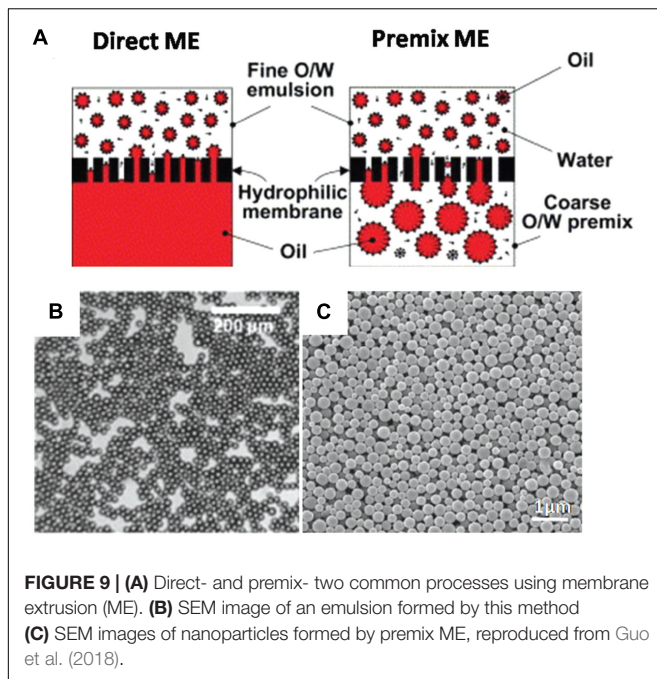 A
Direct ME
Premix ME
Fine O/W
emulsion
Oil
Water
Hydrophilic
membrane
Coarse
O/W premix
Oil
B
200 µm
C
1µm
FIGURE 9 | (A) Direct- and premix- two common processes using membrane
extrusion (ME). (B) SEM image of an emulsion formed by this method
(C) SEM images of nanoparticles formed by premix ME, reproduced from Guo
et al. (2018).